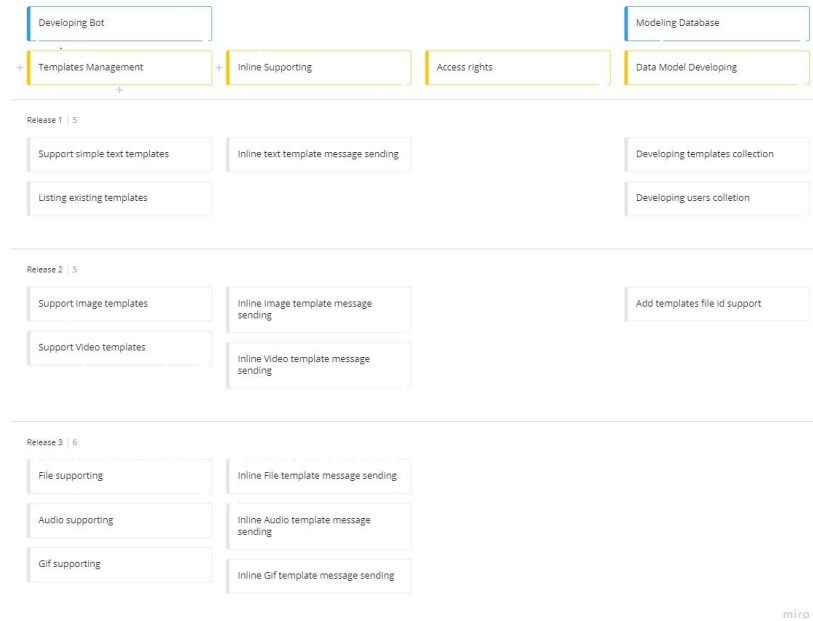 Developing Bot
Modeling Database
Templates Management
Inline Supporting
Access rights
Data Model Developing
Release 1 | 5
Support simple text templates
Inline text template message sending
Developing templates collection
Listing existing templates
Developing users colletion
Release 2 | 5
Support Image templates
Inline Image template message
sending
Add templates file id support
Support Video templates
Inline Video template message
sending
Release 3 | 6
File supporting
Inline File template message sending
Audio supporting
Inline Audio template message
sending
Gif supporting
Inline Gif template message sending
miro